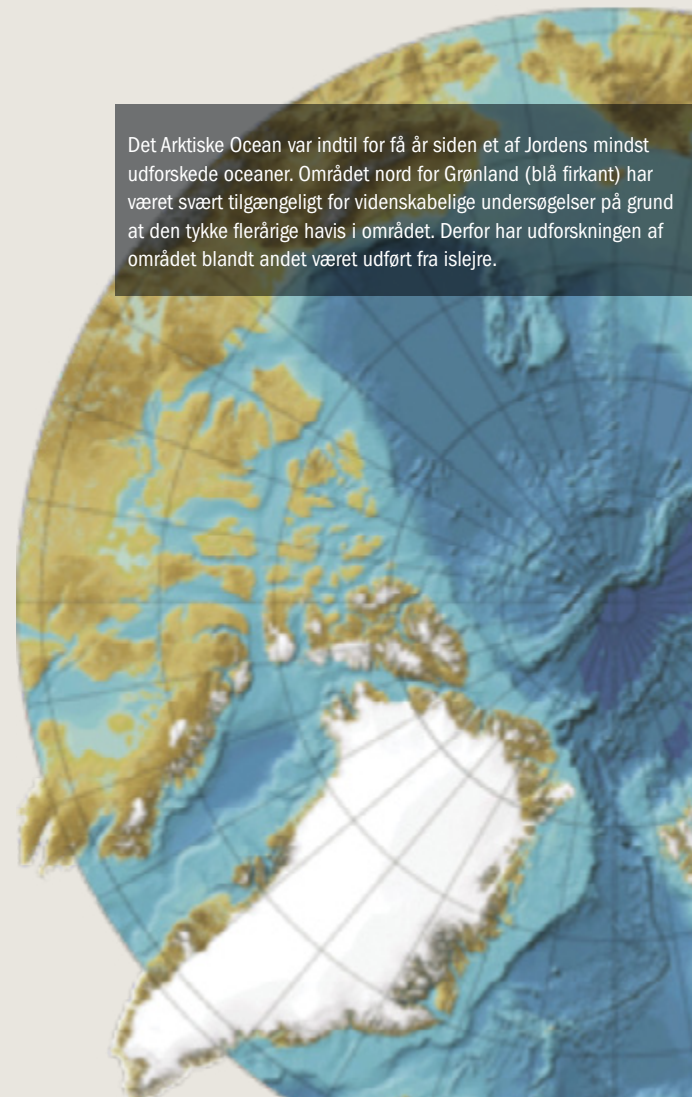 Det Arktiske Ocean var indtil for få år siden et af Jordens mindst
udforskede oceaner. Området nord for Grønland (blå firkant) har
været svært tilgængeligt for videnskabelige undersøgelser på grund
at den tykke flerårige havis i området. Derfor har udforskningen af
området blandt andet været udført fra islejre.